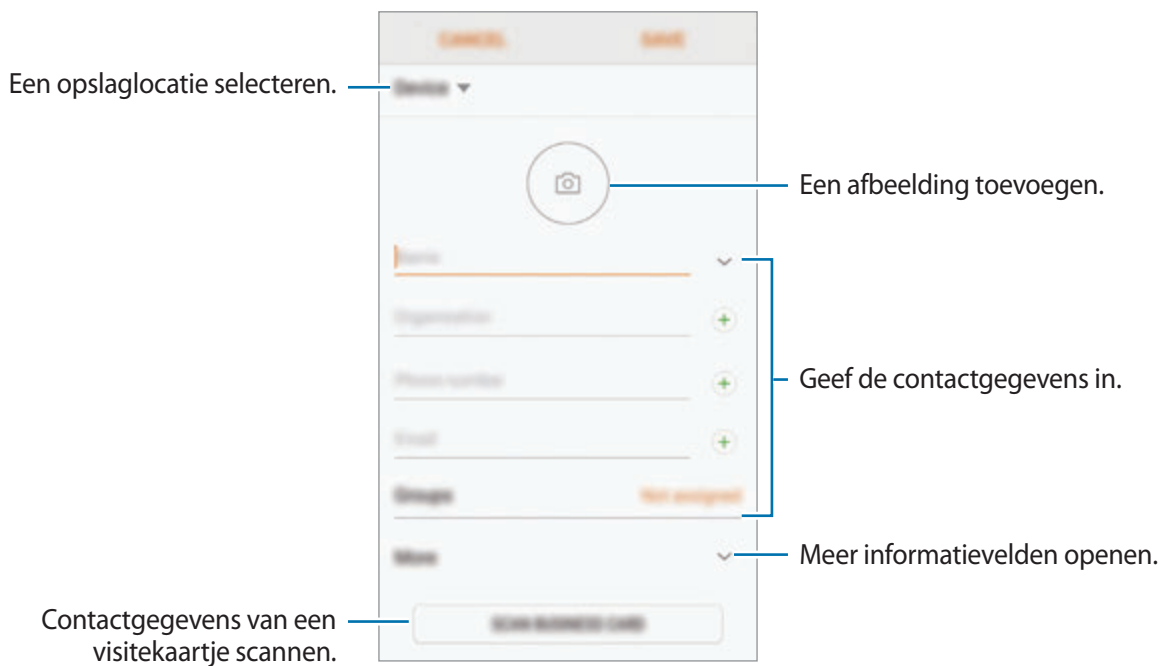 CANCEL SAVE
Een opslaglocatie selecteren.
Device
Een afbeelding toevoegen.
Name
Organisation
Phone number
Email
Geef de contactgegevens in.
Groups Not assigned
More
Meer informatievelden openen.
Contactgegevens van een
visitekaartje scannen.
SCAN BUSINESS CARD